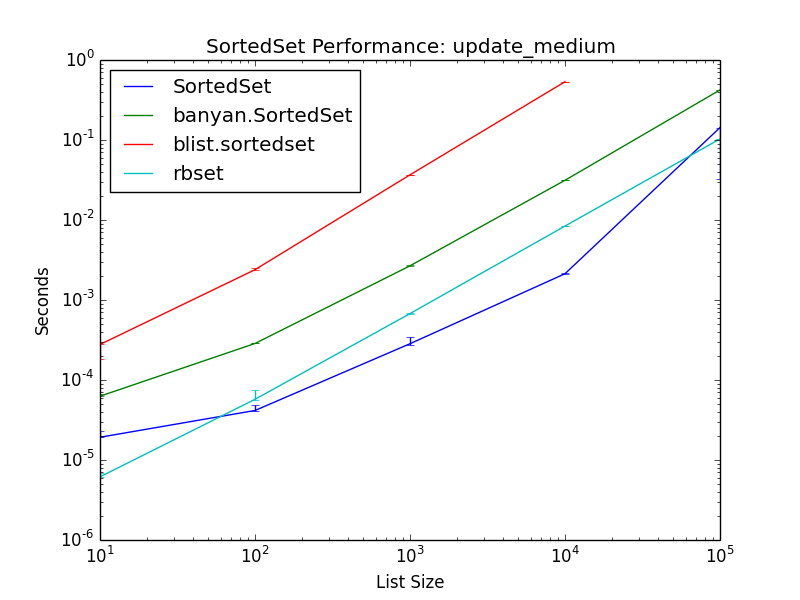 SortedSet Performance: update_medium
10^0
SortedSet
banyan.SortedSet
blist.sortedset
rbset
10^-1
10^-2
10^-3
10^-4
10^-5
10^-6
Seconds
10^1 10^2 10^3 10^4 10^5
List Size